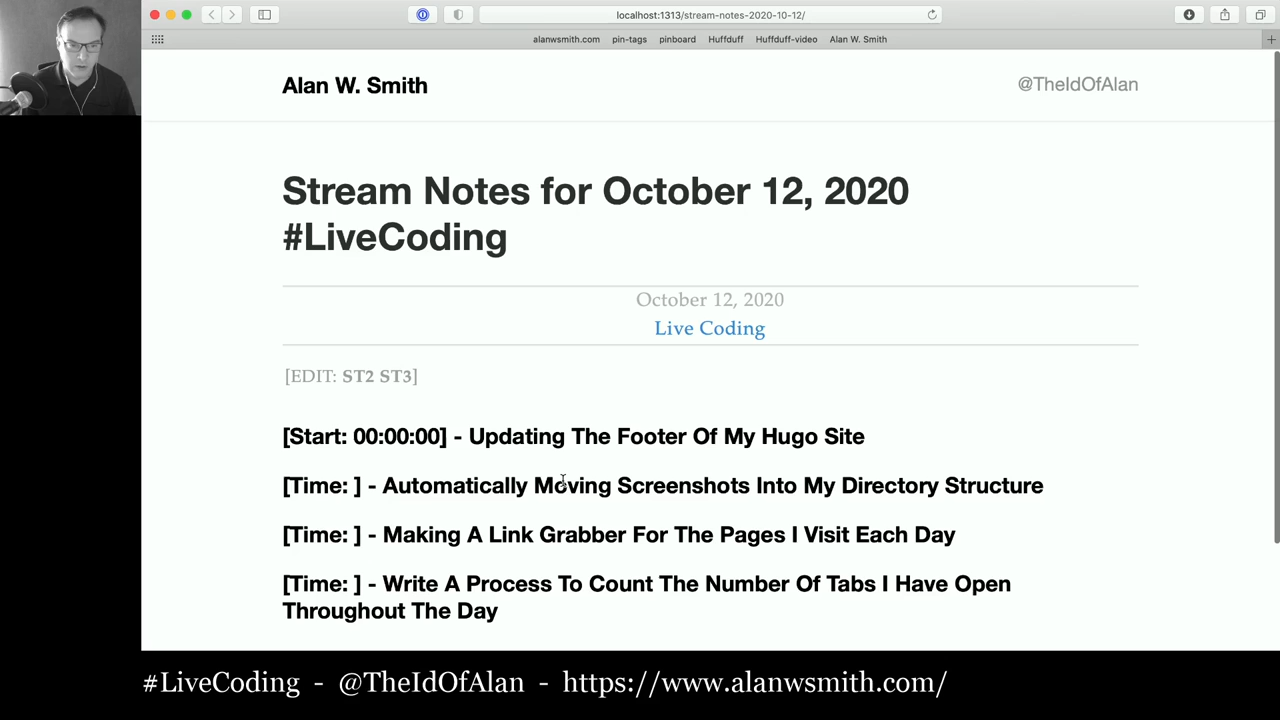 localhost:1313/stream-notes-2020-10-12/
alanwsmith.com pin-tags pinboard Huffduff Huffduff-video Alan W. Smith
Alan W. Smith @TheIdOfAlan
Stream Notes for October 12, 2020
#LiveCoding
October 12, 2020
Live Coding
[EDIT: ST2 ST3]
[Start: 00:00:00] - Updating The Footer Of My Hugo Site
[Time: ] - Automatically Moving Screenshots Into My Directory Structure
[Time: ] - Making A Link Grabber For The Pages I Visit Each Day
[Time: ] - Write A Process To Count The Number Of Tabs I Have Open
Throughout The Day
#LiveCoding - @TheIdOfAlan - https://www.alanwsmith.com/